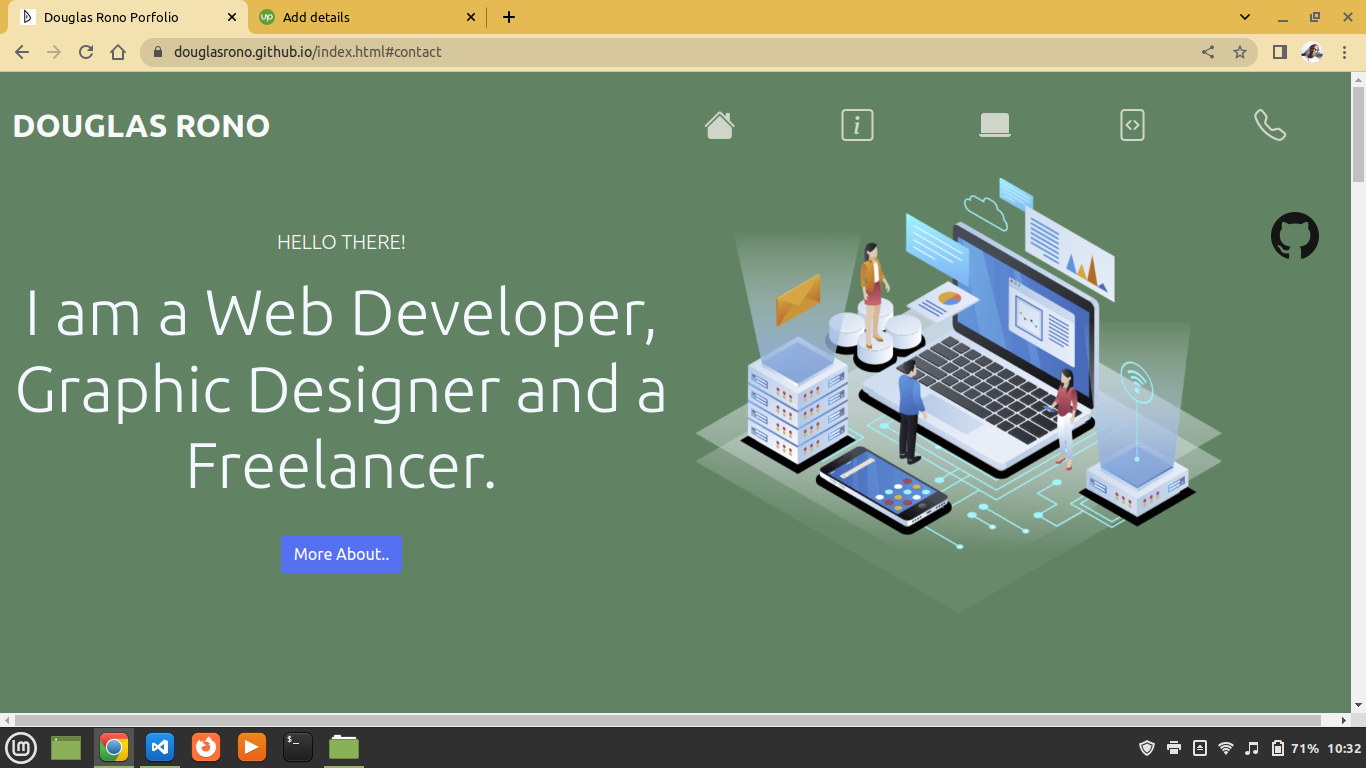 Douglas Rono Porfolio
up
Add details
douglasrono.github.io/index.html#contact
DOUGLAS RONO
HELLO THERE!
I am a Web Developer,
Graphic Designer and a
Freelancer.
More About..
71% 10:32